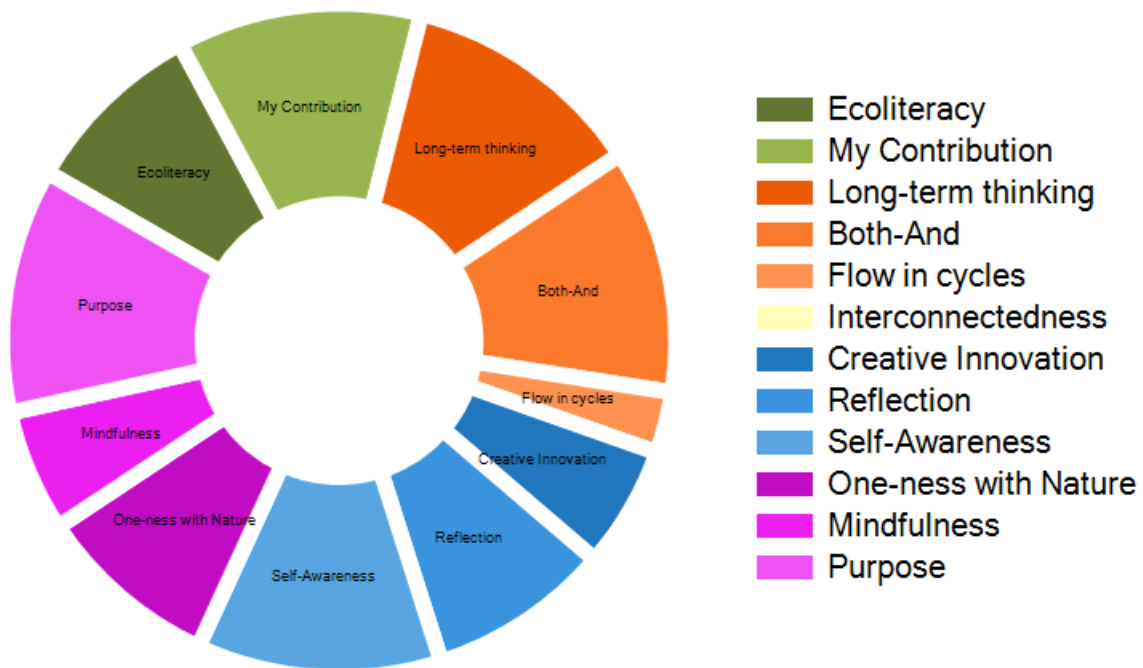 My Contribution
Long-term thinking
Ecoliteracy
Both-And
Purpose
Flow in cycles
Mindfulness
Creative Innovation
One-ness with Nature
Reflection
Self-Awareness
Ecoliteracy
My Contribution
Long-term thinking
Both-And
Flow in cycles
Interconnectedness
Creative Innovation
Reflection
Self-Awareness
One-ness with Nature
Mindfulness
Purpose